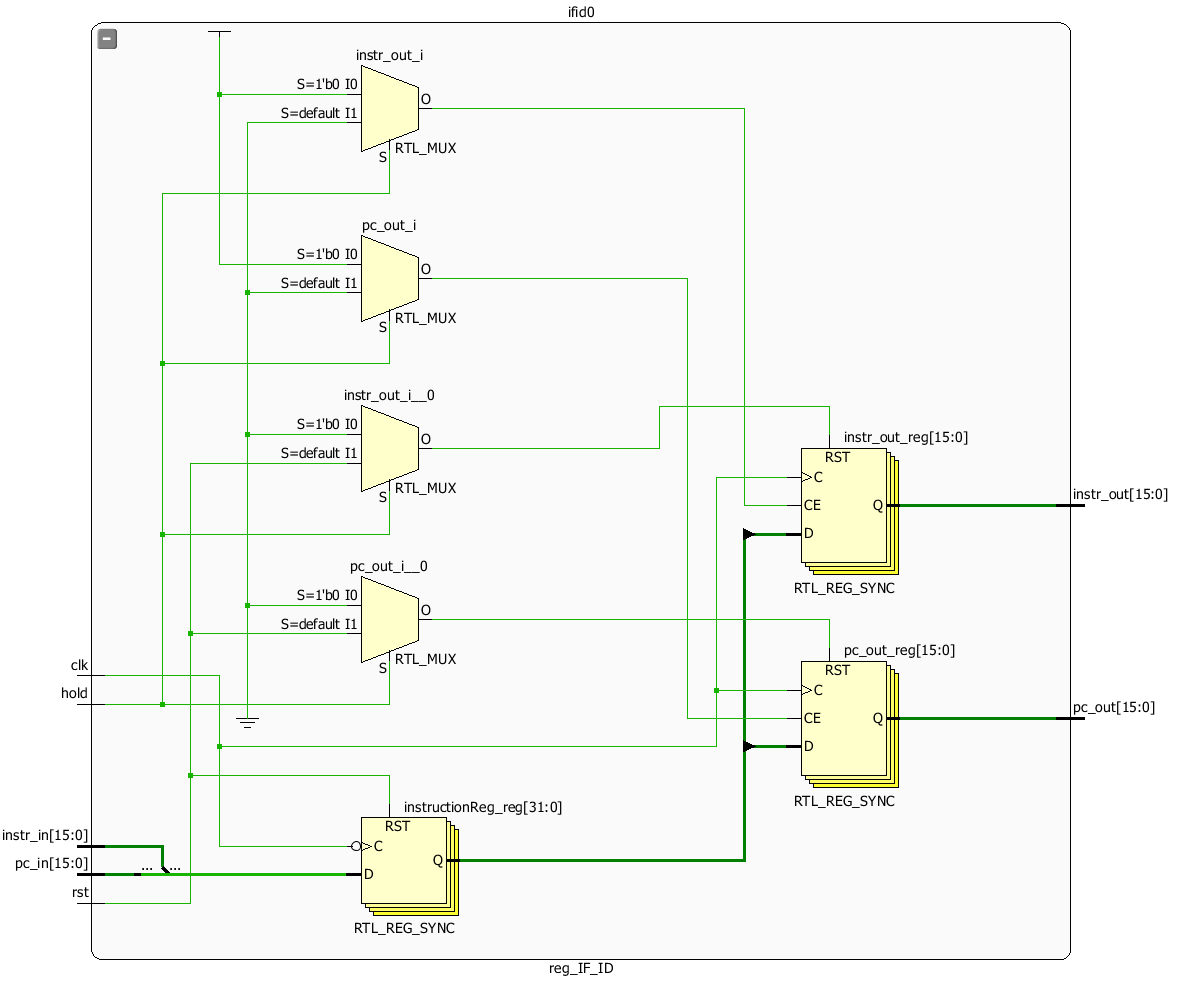 ifid0
instr_out_i
S=1'b0 I0
O
S=default I1
RTL_MUX
S
pc_out_i
S=1'b0 I0
O
S=default I1
RTL_MUX
S
instr_out_i__0
S=1'b0 I0
O
S=default I1
RTL_MUX
S
instr_out_reg[15:0]
RST
C
CE
Q
D
RTL_REG_SYNC
instr_out[15:0]
pc_out_i__0
S=1'b0 I0
O
S=default I1
RTL_MUX
S
pc_out_reg[15:0]
RST
C
CE
Q
D
RTL_REG_SYNC
pc_out[15:0]
clk
hold
instructionReg_reg[31:0]
RST
C
Q
D
RTL_REG_SYNC
instr_in[15:0]
pc_in[15:0]
... ...
rst
reg_IF_ID